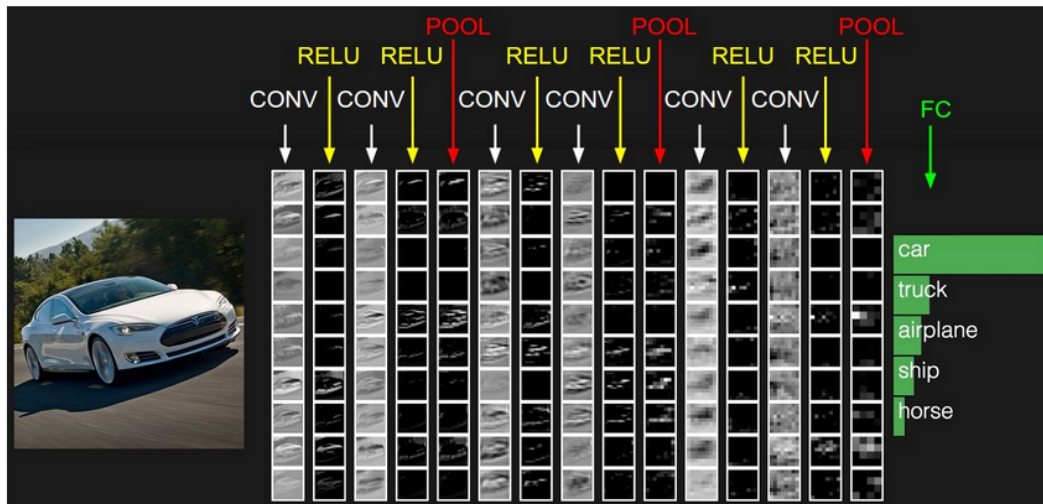 POOL POOL POOL
RELU RELU RELU RELU RELU RELU
CONV CONV CONV CONV CONV CONV
FC
car
truck
airplane
ship
horse